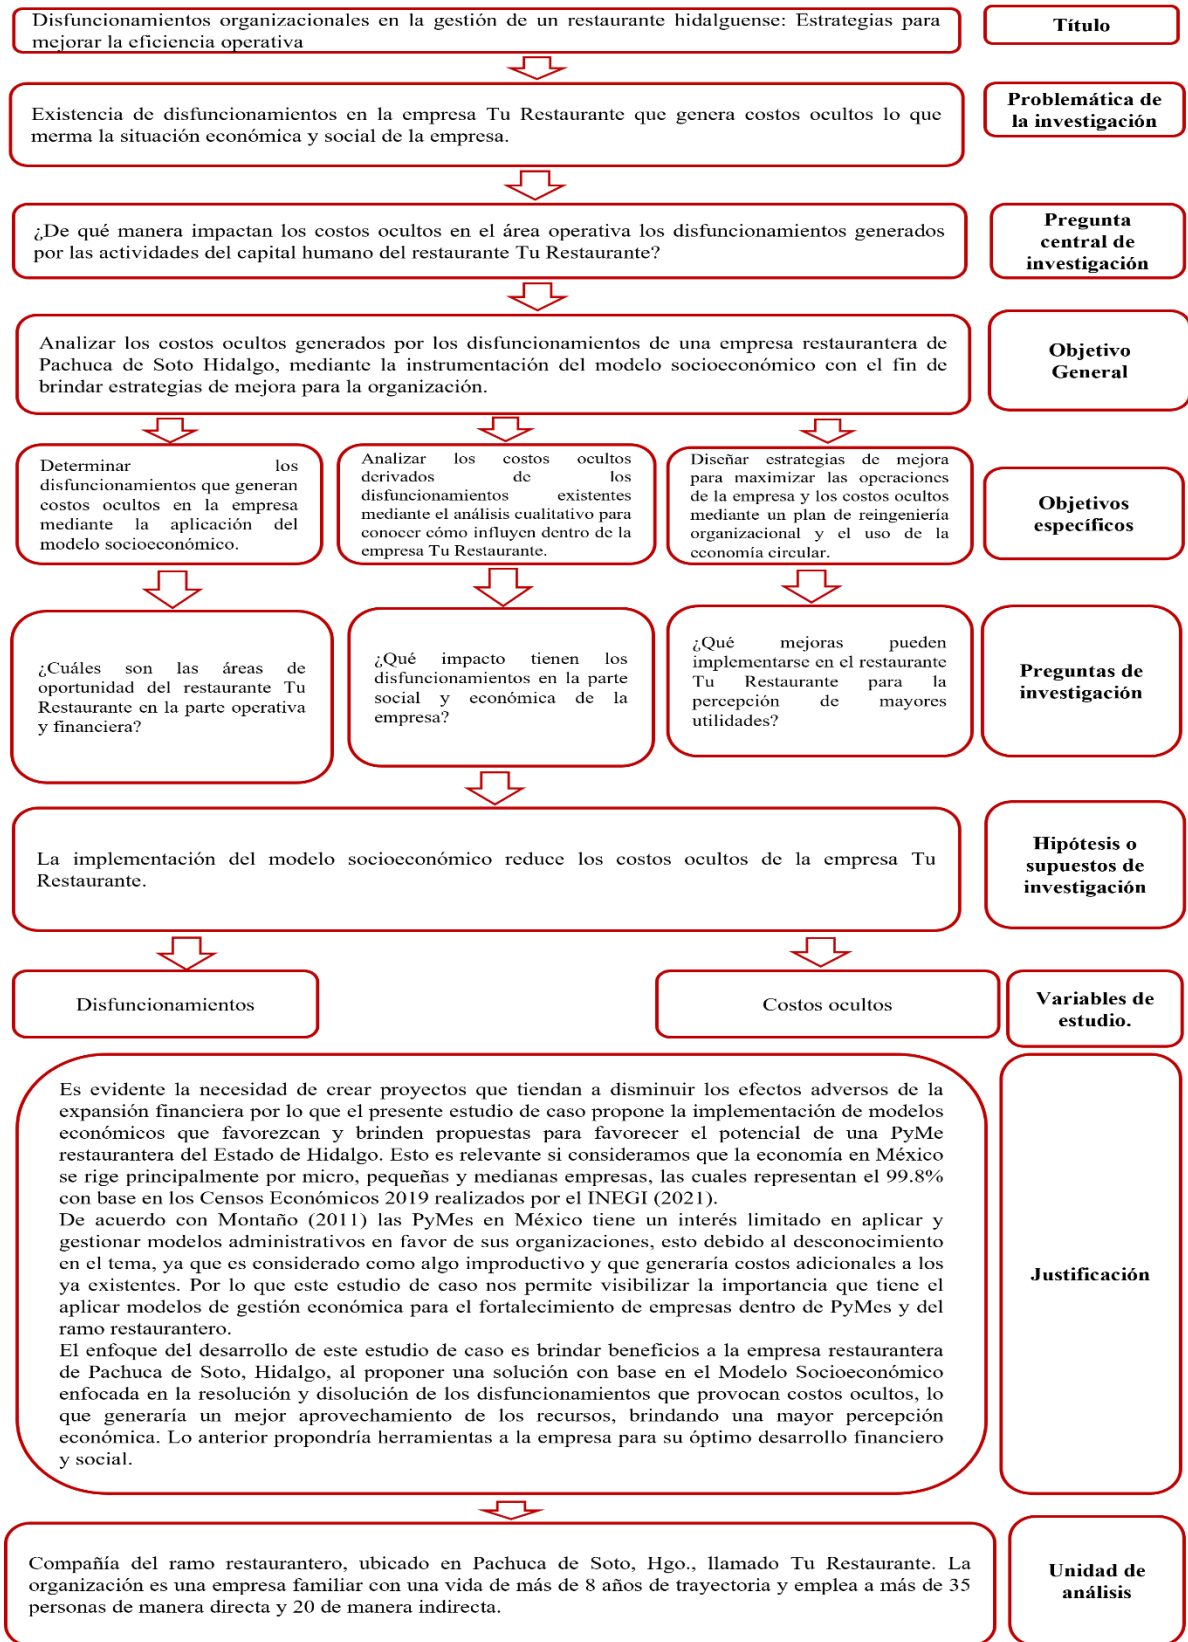 Disfuncionamientos organizacionales en la gestión de un restaurante hidalguense: Estrategias para
mejorar la eficiencia operativa
Título
Existencia de disfuncionamientos en la empresa Tu Restaurante que genera costos ocultos lo que
merma la situación económica y social de la empresa.
Problemática de
la investigación
¿De qué manera impactan los costos ocultos en el área operativa los disfuncionamientos generados
por las actividades del capital humano del restaurante Tu Restaurante?
Pregunta
central de
investigación
Analizar los costos ocultos generados por los disfuncionamientos de una empresa restaurantera de
Pachuca de Soto Hidalgo, mediante la instrumentación del modelo socioeconómico con el fin de
brindar estrategias de mejora para la organización.
Objetivo
General
Determinar los
disfuncionamientos que generan
costos ocultos en la empresa
mediante la aplicación del
modelo socioeconómico.
Analizar los costos ocultos
derivados de los
disfuncionamientos existentes
mediante el análisis cualitativo para
conocer cómo influyen dentro de la
empresa Tu Restaurante.
Diseñar estrategias de mejora
para maximizar las operaciones
de la empresa y los costos ocultos
mediante un plan de reingeniería
organizacional y el uso de la
economía circular.
Objetivos
específicos
¿Cuáles son las áreas de
oportunidad del restaurante Tu
Restaurante en la parte operativa
y financiera?
¿Qué impacto tienen los
disfuncionamientos en la parte
social y económica de la
empresa?
¿Qué mejoras pueden
implementarse en el restaurante
Tu Restaurante para la
percepción de mayores
utilidades?
Preguntas de
investigación
La implementación del modelo socioeconómico reduce los costos ocultos de la empresa Tu
Restaurante.
Hipótesis o
supuestos de
investigación
Disfuncionamientos
Costos ocultos
Variables de
estudio.
Es evidente la necesidad de crear proyectos que tiendan a disminuir los efectos adversos de la
expansión financiera por lo que el presente estudio de caso propone la implementación de modelos
económicos que favorezcan y brinden propuestas para favorecer el potencial de una PyMe
restaurantera del Estado de Hidalgo. Esto es relevante si consideramos que la economía en México
se rige principalmente por micro, pequeñas y medianas empresas, las cuales representan el 99.8%
con base en los Censos Económicos 2019 realizados por el INEGI (2021).
De acuerdo con Montaño (2011) las PyMes en México tiene un interés limitado en aplicar y
gestionar modelos administrativos en favor de sus organizaciones, esto debido al desconocimiento
en el tema, ya que es considerado como algo improductivo y que generaría costos adicionales a los
ya existentes. Por lo que este estudio de caso nos permite visibilizar la importancia que tiene el
aplicar modelos de gestión económica para el fortalecimiento de empresas dentro de PyMes y del
ramo restaurantero.
El enfoque del desarrollo de este estudio de caso es brindar beneficios a la empresa restaurantera
de Pachuca de Soto, Hidalgo, al proponer una solución con base en el Modelo Socioeconómico
enfocada en la resolución y disolución de los disfuncionamientos que provocan costos ocultos, lo
que generaría un mejor aprovechamiento de los recursos, brindando una mayor percepción
económica. Lo anterior propondría herramientas a la empresa para su óptimo desarrollo financiero
y social.
Justificación
Compañía del ramo restaurantero, ubicado en Pachuca de Soto, Hgo., llamado Tu Restaurante. La
organización es una empresa familiar con una vida de más de 8 años de trayectoria y emplea a más de 35
personas de manera directa y 20 de manera indirecta.
Unidad de
análisis